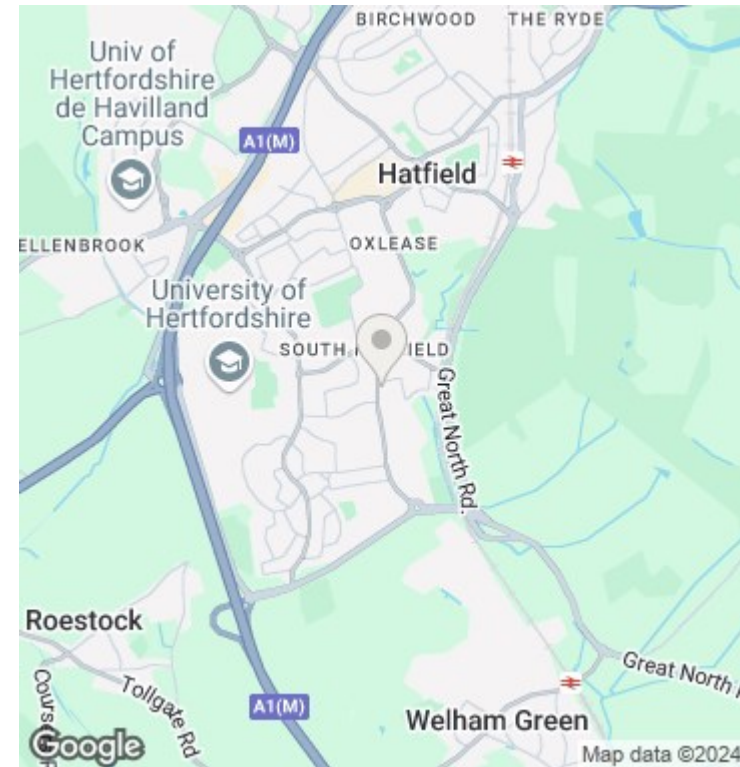 BIRCHWOOD
THE RYDE
Univ of
Hertfordshire
de Havilland
Campus
A1(M)
Hatfield
ELLENBROOK
OXLEASE
University of
Hertfordshire
SOUTH
IELD
Great North Rd.
Roestock
Tollgate Rd
A1(M)
Great North
Welham Green
Google
Map data ©2024